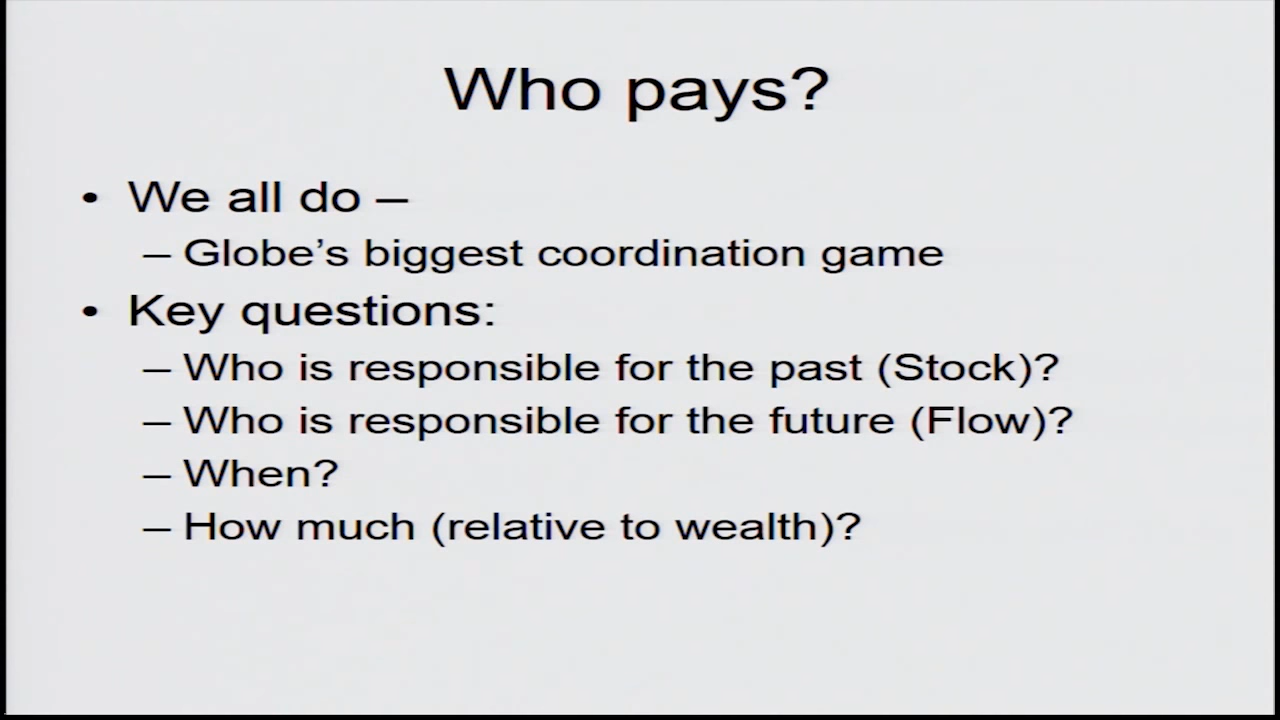 Who pays?
• We all do –
– Globe’s biggest coordination game
• Key questions:
– Who is responsible for the past (Stock)?
– Who is responsible for the future (Flow)?
– When?
– How much (relative to wealth)?